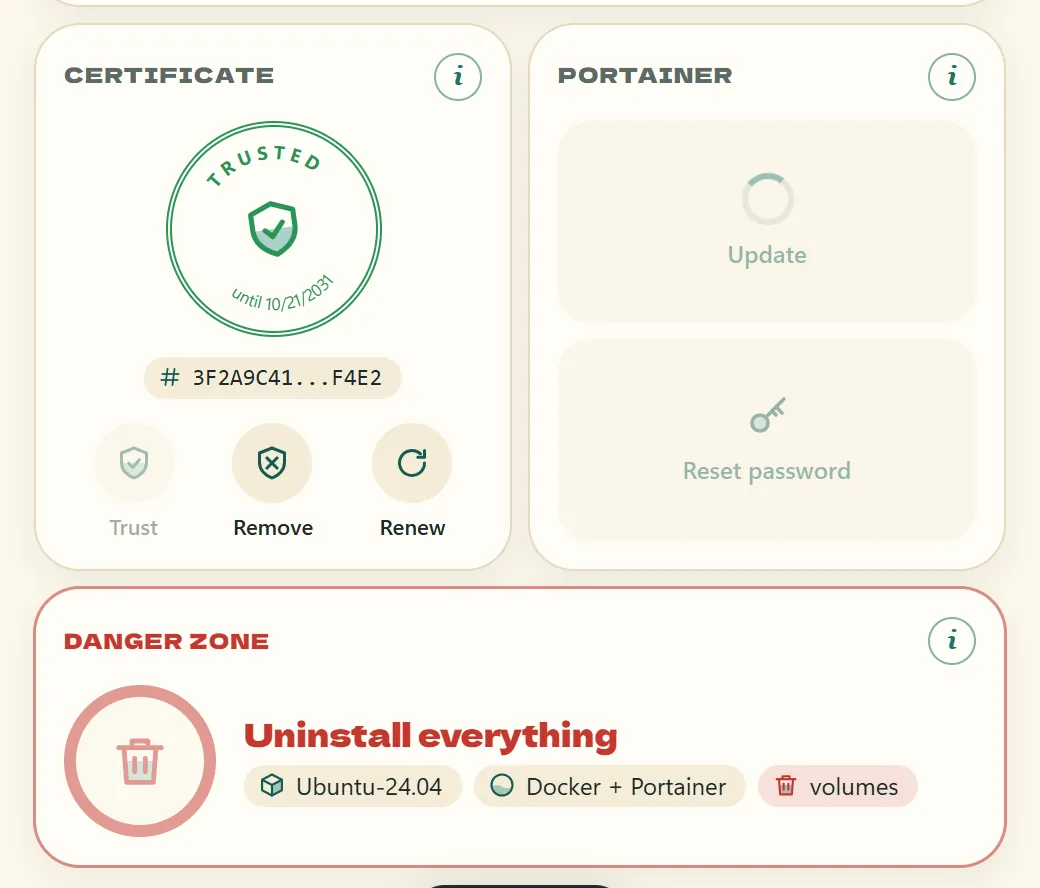 CERTIFICATE
i
TRUSTED
until 10/21/2031
# 3F2A9C41...F4E2
Trust
Remove
Renew
PORTAINER
i
Update
Reset password
DANGER ZONE
i
Uninstall everything
Ubuntu-24.04
Docker + Portainer
volumes